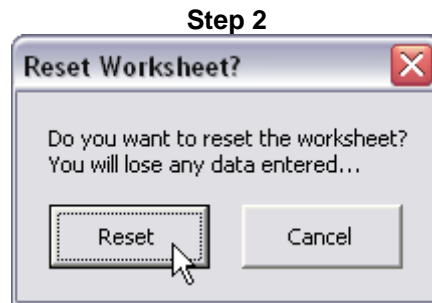 Step 2
Reset Worksheet?
Do you want to reset the worksheet?
You will lose any data entered...
Reset
Cancel